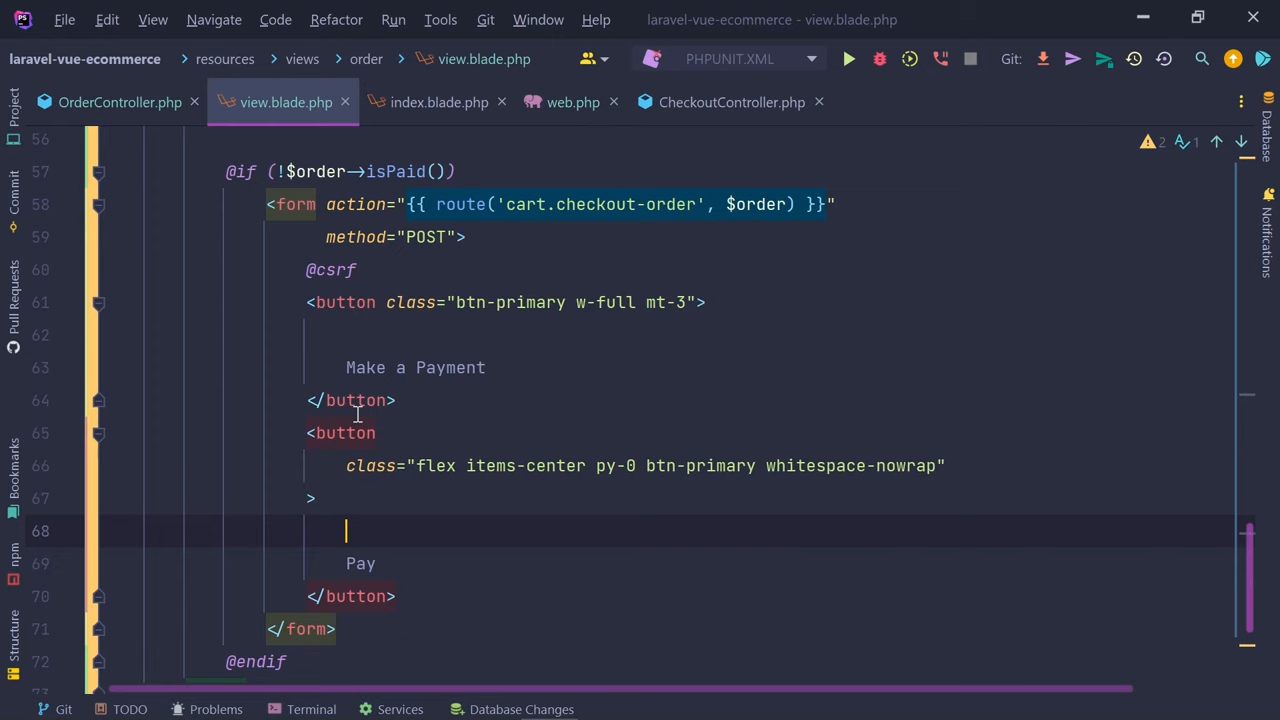 File Edit View Navigate Code Refactor Run Tools Git Window Help laravel-vue-ecommerce - view.blade.php
laravel-vue-ecommerce resources views order view.blade.php PHPUNIT.XML Git:
OrderController.php view.blade.php index.blade.php web.php CheckoutController.php
Project
Commit
Pull Requests
Bookmarks
npm
Structure
56
57 @if (!$order->isPaid())
58 <form action="{{ route('cart.checkout-order', $order) }}"
59 method="POST">
60 @csrf
61 <button class="btn-primary w-full mt-3">
62
63 Make a Payment
64 </button>
65 <button
66 class="flex items-center py-0 btn-primary whitespace-nowrap"
67 >
68
69 Pay
70 </button>
71 </form>
72 @endif
73
2 1
Database
Notifications
Git TODO Problems Terminal Services Database Changes